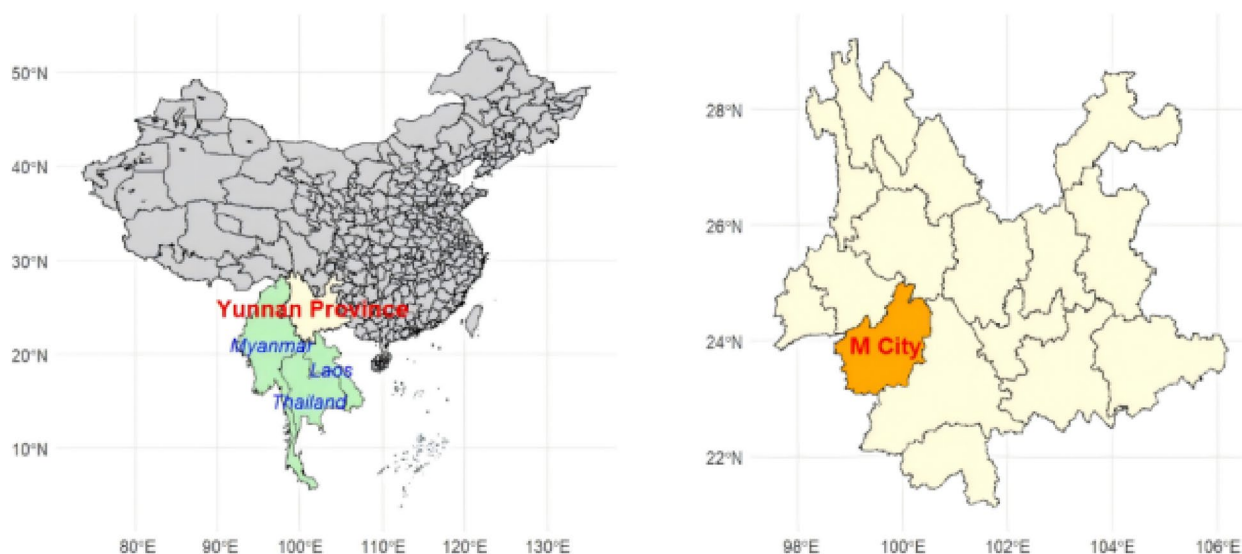 50°N
40°N
30°N
20°N
10°N
Yunnan Province
Myanmar
Laos
Thailand
80°E 90°E 100°E 110°E 120°E 130°E
28°N
26°N
24°N
22°N
M City
98°E 100°E 102°E 104°E 106°E